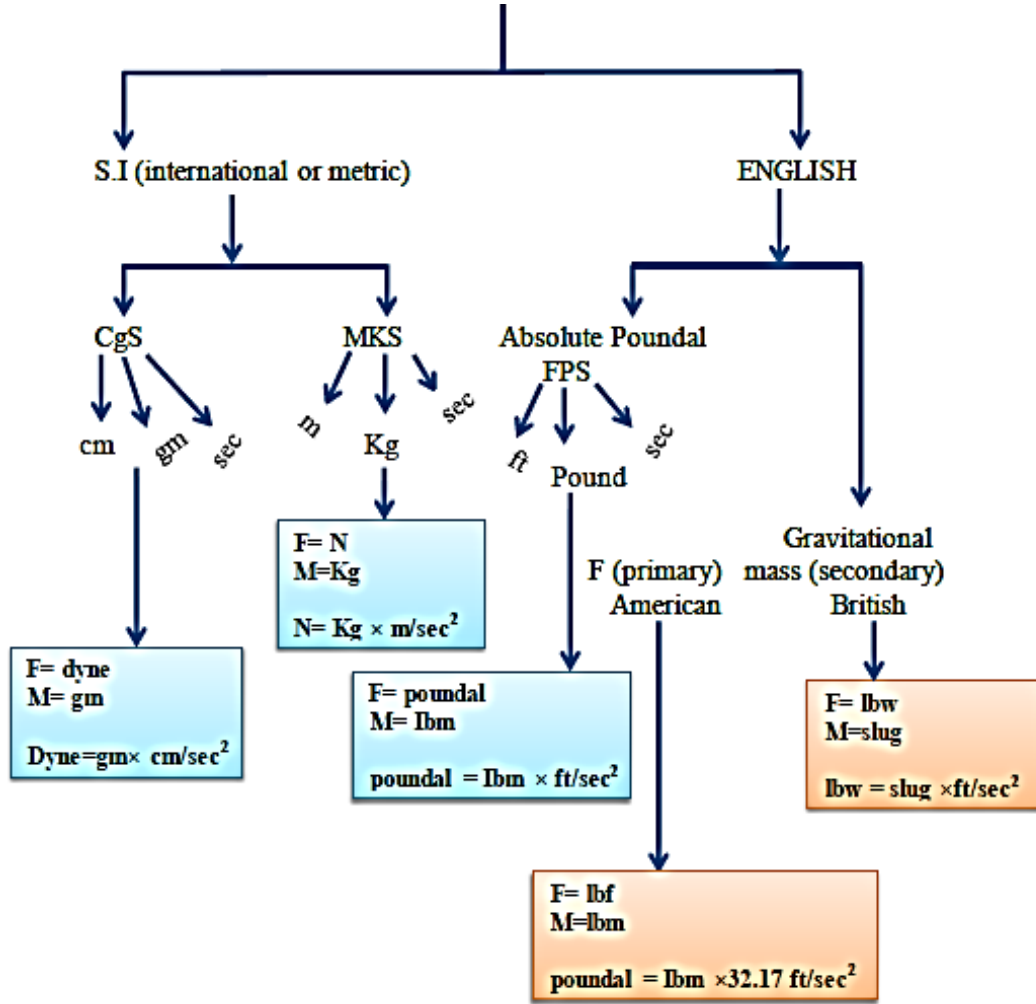 S.I (international or metric)
ENGLISH
CgS
MKS
Absolute Poundal
FPS
cm
gm
sec
m
Kg
sec
ft
Pound
sec
F= N
M=Kg
N= Kg × m/sec²
F (primary)
American
Gravitational
mass (secondary)
British
F= dyne
M= gm
Dyne=gm× cm/sec²
F= poundal
M= Ibm
poundal = Ibm × ft/sec²
F= lbw
M=slug
lbw = slug ×ft/sec²
F= lbf
M=lbm
poundal = Ibm ×32.17 ft/sec²